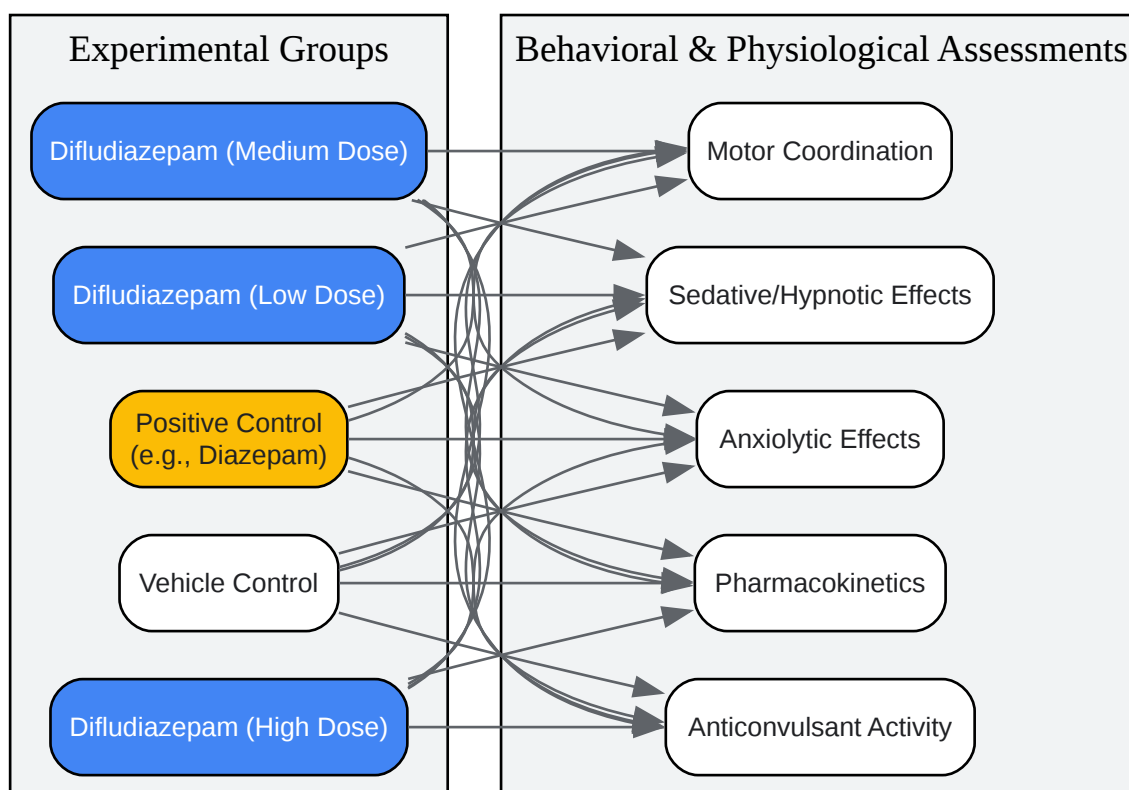 Experimental Groups
Difludiazepam (Medium Dose)
Difludiazepam (Low Dose)
Positive Control
(e.g., Diazepam)
Vehicle Control
Difludiazepam (High Dose)
Behavioral & Physiological Assessments
Motor Coordination
Sedative/Hypnotic Effects
Anxiolytic Effects
Pharmacokinetics
Anticonvulsant Activity